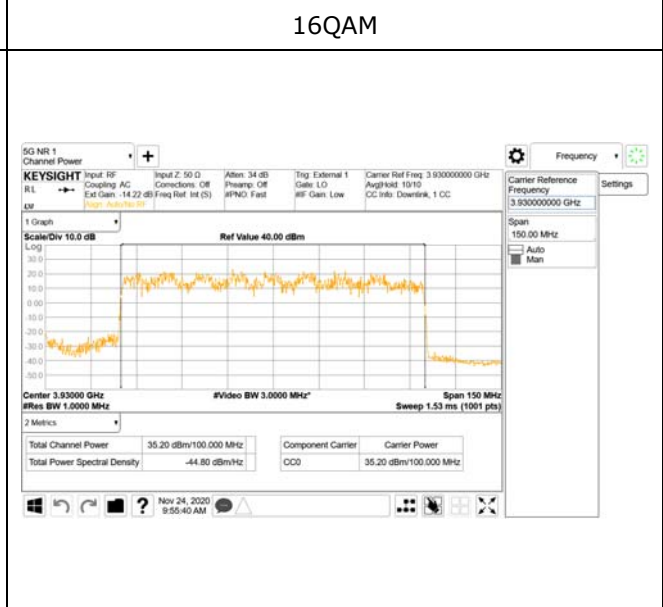 16QAM
5G NR 1
Channel Power
Frequency
KEYSIGHT
Input: RF
Input Z: 50 Ω
Atten: 34 dB
Trig: External 1
Carrier Ref Freq: 3.930000000 GHz
RL
Coupling: AC
Corrections: Off
Preamp: Off
Gate: LO
Avg|Hold: 10/10
Ext Gain: -14.22 dB
Freq Ref: Int (S)
#PNO: Fast
#IF Gain: Low
CC Info: Downlink, 1 CC
Align: Auto/No RF
Carrier Reference
Frequency
3.930000000 GHz
Settings
Span
150.00 MHz
Auto
Man
1 Graph
Scale/Div 10.0 dB
Ref Value 40.00 dBm
Log
30.0
20.0
10.0
0.00
-10.0
-20.0
-30.0
-40.0
-50.0
Center 3.93000 GHz
#Video BW 3.0000 MHz*
Span 150 MHz
#Res BW 1.0000 MHz
Sweep 1.53 ms (1001 pts)
2 Metrics
Total Channel Power
35.20 dBm/100.000 MHz
Component Carrier
Carrier Power
Total Power Spectral Density
-44.80 dBm/Hz
CC0
35.20 dBm/100.000 MHz
?
Nov 24, 2020
9:55:40 AM